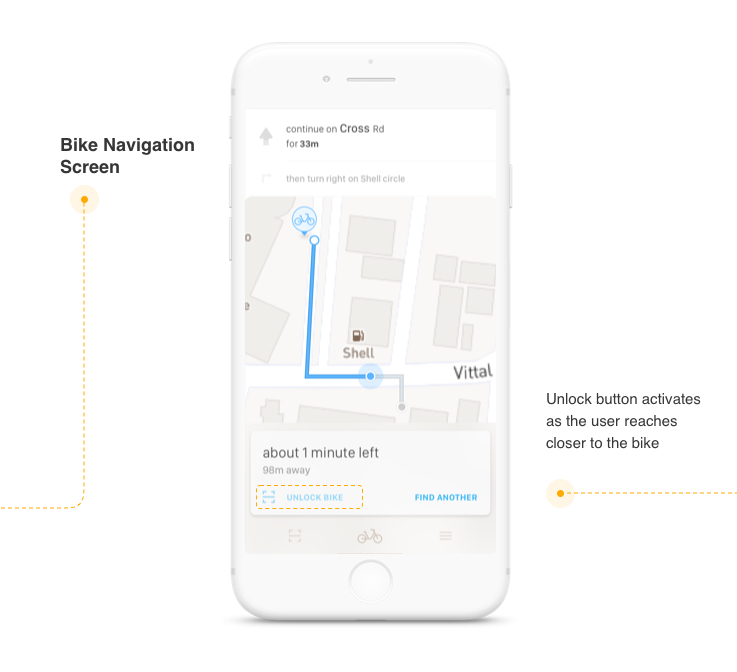 Bike Navigation
Screen
continue on Cross Rd
for 33m
then turn right on Shell circle
Shell
Vittal
about 1 minute left
98m away
UNLOCK BIKE
FIND ANOTHER
Unlock button activates
as the user reaches
closer to the bike